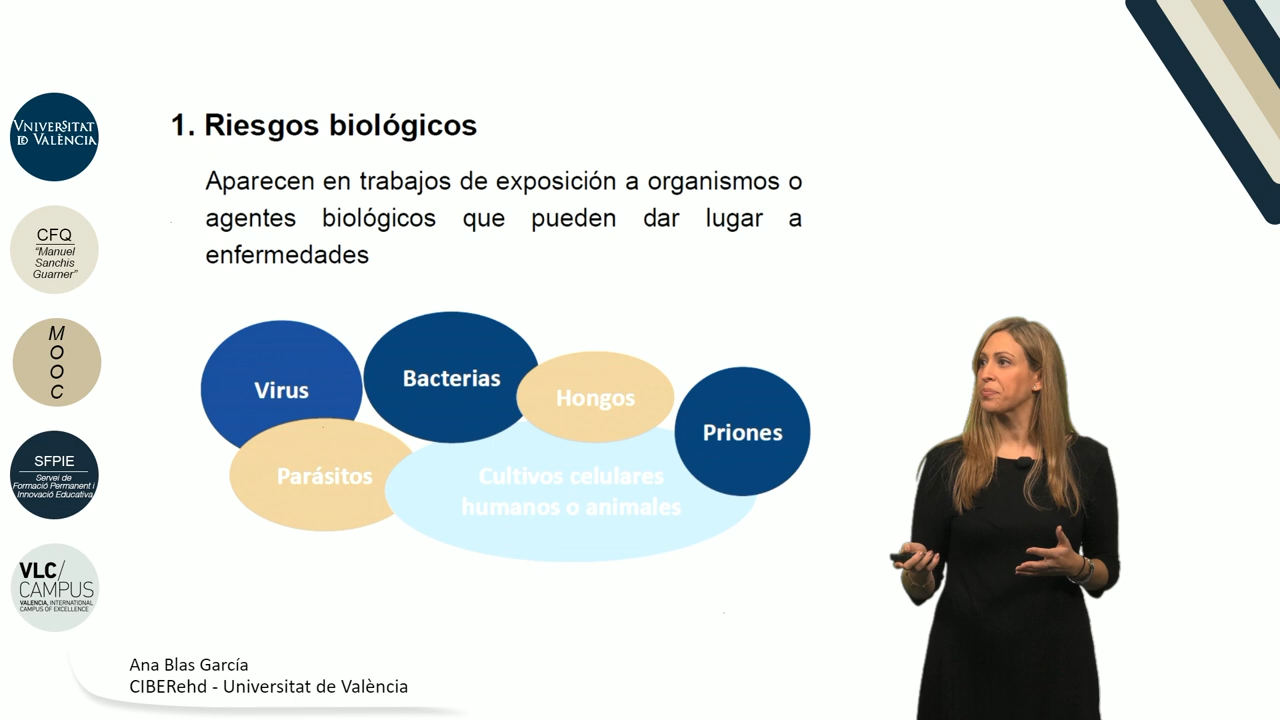 VNIVERSITAT
ID VALÈNCIA
CFQ
“Manuel
Sanchis
Guarner”
M
O
O
C
SFPIE
Servei de
Formació Permanent i
Innovació Educativa
VLC/
CAMPUS
VALENCIA, INTERNATIONAL
CAMPUS OF EXCELLENCE
1. Riesgos biológicos
Aparecen en trabajos de exposición a organismos o
agentes biológicos que pueden dar lugar a
enfermedades
Virus
Bacterias
Hongos
Priones
Parásitos
Cultivos celulares
humanos o animales
Ana Blas García
CIBERehd - Universitat de València